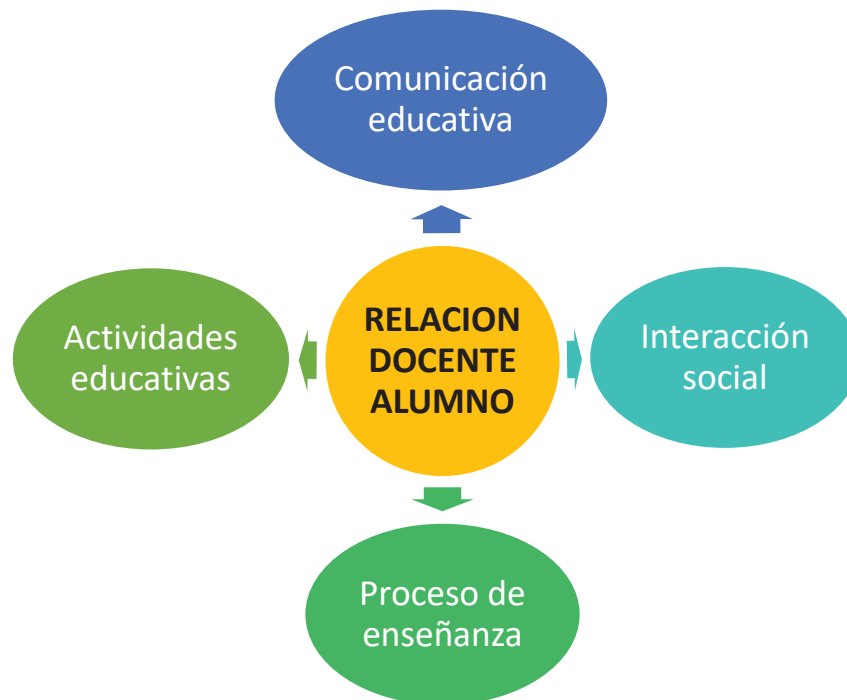 Comunicación
educativa
Actividades
educativas
RELACION
DOCENTE
ALUMNO
Interacción
social
Proceso de
enseñanza